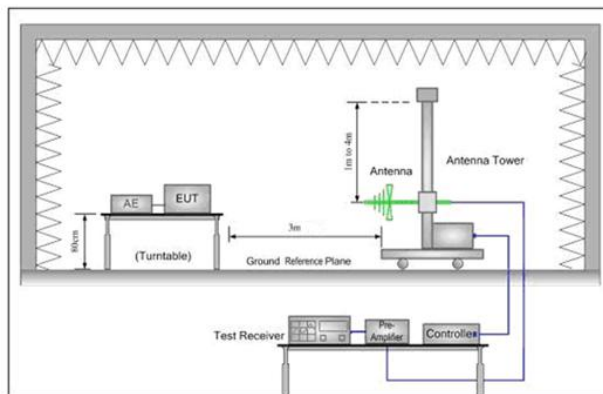 1m to 4m
Antenna
Antenna Tower
AE
EUT
80cm
(Turntable)
3m
Ground Reference Plane
Test Receiver
Pre-
Amplifier
Controller